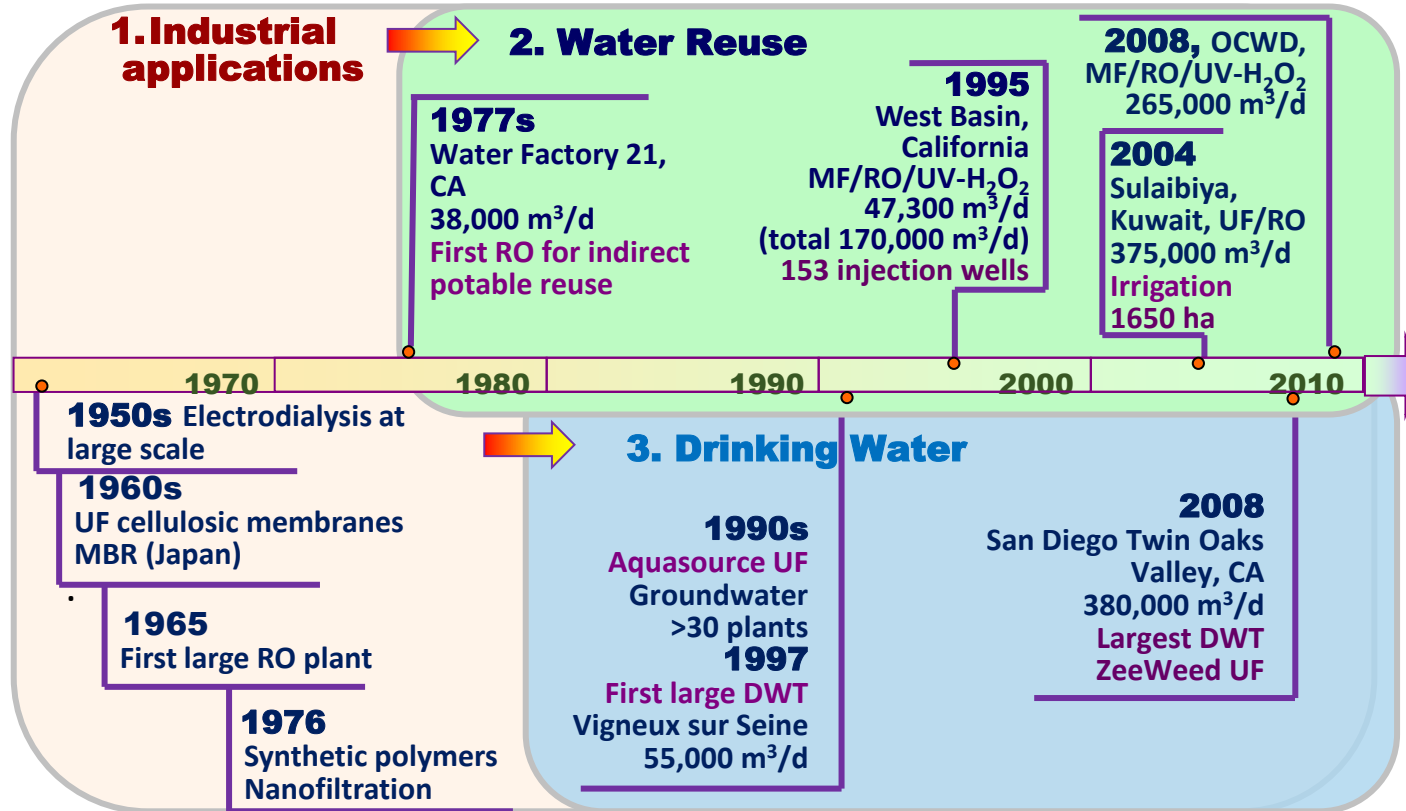 1.Industrial
applications
2. Water Reuse
1977s
Water Factory 21,
CA
38,000 m³/d
First RO for indirect
potable reuse
1995
West Basin,
California
MF/RO/UV-H₂O₂
47,300 m³/d
(total 170,000 m³/d)
153 injection wells
2008, OCWD,
MF/RO/UV-H₂O₂
265,000 m³/d
2004
Sulaibiya,
Kuwait, UF/RO
375,000 m³/d
Irrigation
1650 ha
1970 1980 1990 2000 2010
1950s Electrodialysis at
large scale
1960s
UF cellulosic membranes
MBR (Japan)
.
1965
First large RO plant
1976
Synthetic polymers
Nanofiltration
3. Drinking Water
1990s
Aquasource UF
Groundwater
>30 plants
1997
First large DWT
Vigneux sur Seine
55,000 m³/d
2008
San Diego Twin Oaks
Valley, CA
380,000 m³/d
Largest DWT
ZeeWeed UF